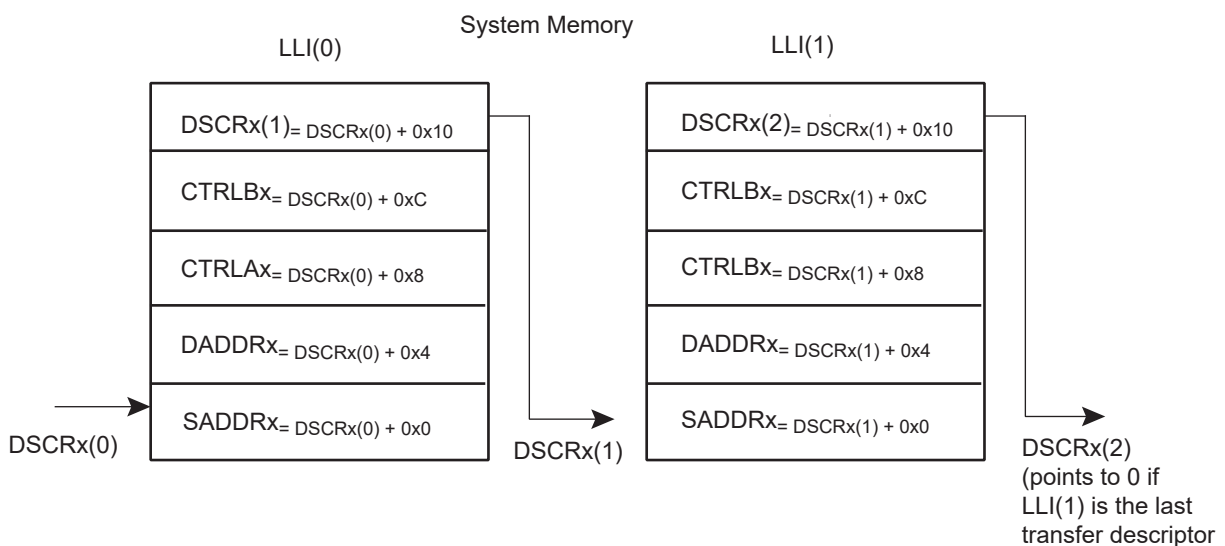 System Memory
LLI(0)
LLI(1)
DSCRx(1)= DSCRx(0) + 0x10
CTRLBx= DSCRx(0) + 0xC
CTRLAx= DSCRx(0) + 0x8
DADDRx= DSCRx(0) + 0x4
SADDRx= DSCRx(0) + 0x0
DSCRx(0)
DSCRx(1)
DSCRx(2)= DSCRx(1) + 0x10
CTRLBx= DSCRx(1) + 0xC
CTRLBx= DSCRx(1) + 0x8
DADDRx= DSCRx(1) + 0x4
SADDRx= DSCRx(1) + 0x0
DSCRx(2)
(points to 0 if
LLI(1) is the last
transfer descriptor